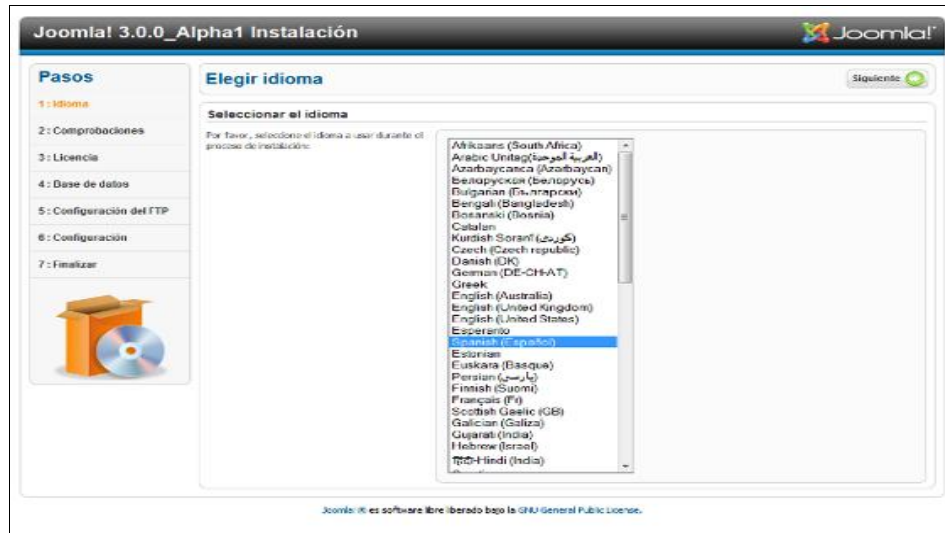 Joomla! 3.0.0_Alpha1 Instalación
Joomla!
Pasos
1 : Idioma
2 : Comprobaciones
3 : Licencia
4 : Base de datos
5 : Configuración del FTP
6 : Configuración
7 : Finalizar
Elegir idioma
Siguiente
Seleccionar el idioma
Por favor, seleccione el idioma a usar durante el
proceso de instalación:
Afrikaans (South Africa)
Arabic Unitag (العربية الموحدة)
Azərbaycanca (Azərbaycan)
Беларуская (Беларусь)
Bulgarian (Български)
Bengali (Bangladesh)
Bosanski (Bosnia)
Catalan
Kurdish Soranî (كوردى)
Czech (Czech republic)
Danish (DK)
German (DE-CH-AT)
Greek
English (Australia)
English (United Kingdom)
English (United States)
Esperanto
Spanish (Español)
Estonian
Euskara (Basque)
Persian (پارسی)
Finnish (Suomi)
Français (Fr)
Scottish Gaelic (GB)
Galician (Galiza)
Gujarati (India)
Hebrew (Israel)
हिंदी-Hindi (India)
Joomla! ® es software libre liberado bajo la GNU General Public License.